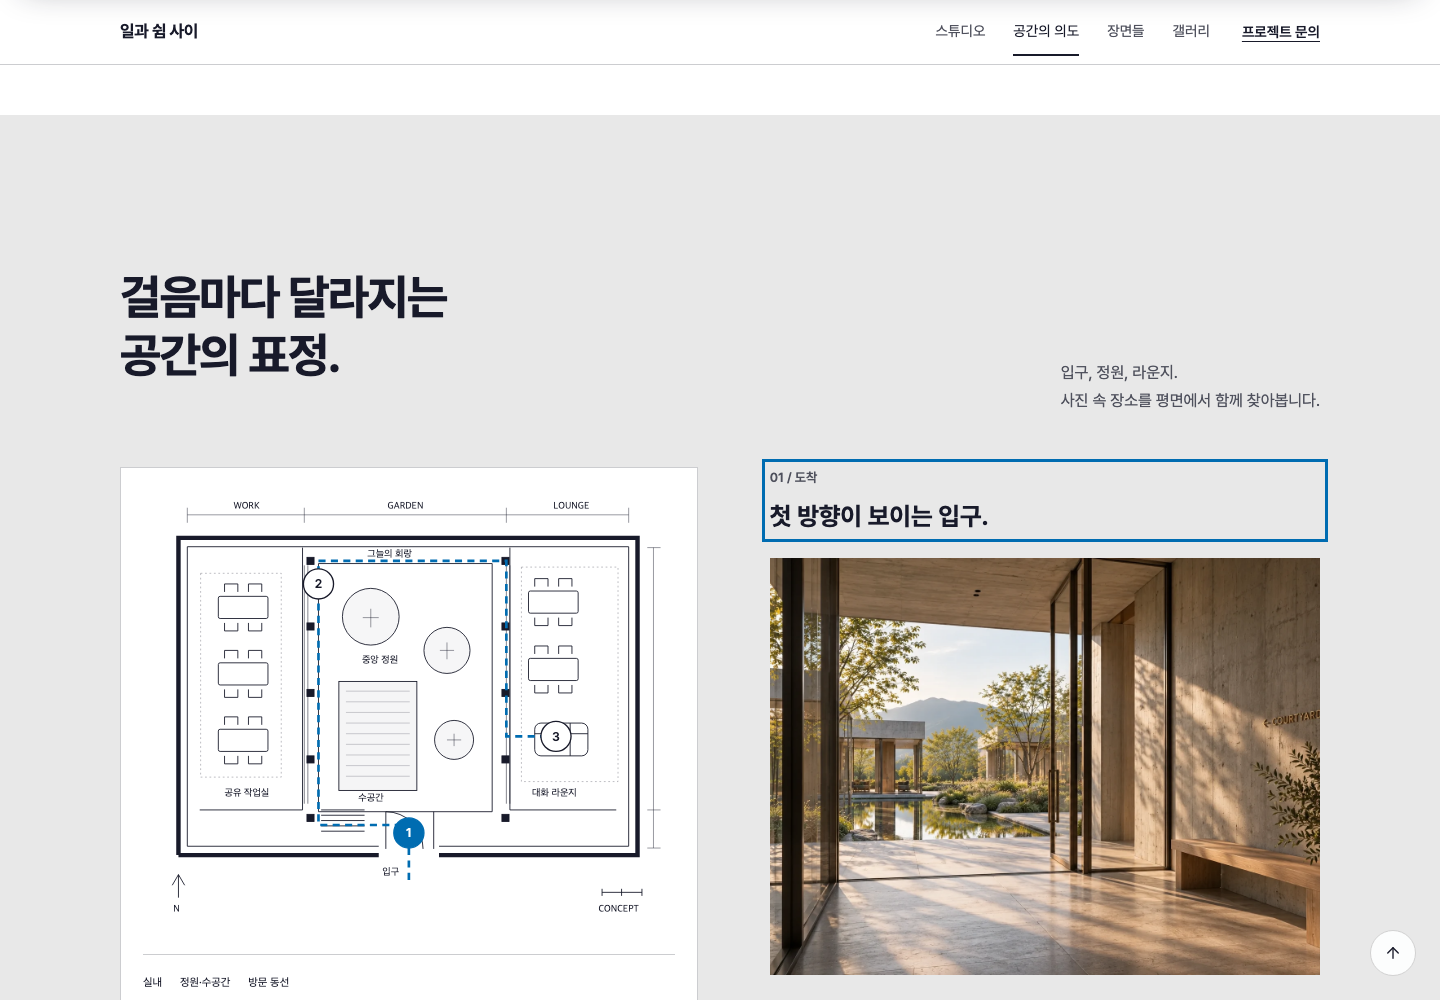 일과 쉼 사이
스튜디오
공간의 의도
장면들
갤러리
프로젝트 문의
걸음마다 달라지는
공간의 표정.
입구, 정원, 라운지.
사진 속 장소를 평면에서 함께 찾아봅니다.
WORK
GARDEN
LOUNGE
그늘의 회랑
2
중앙 정원
3
공유 작업실
수공간
대화 라운지
1
입구
N
CONCEPT
실내
정원·수공간
방문 동선
01 / 도착
첫 방향이 보이는 입구.
COURTYARD